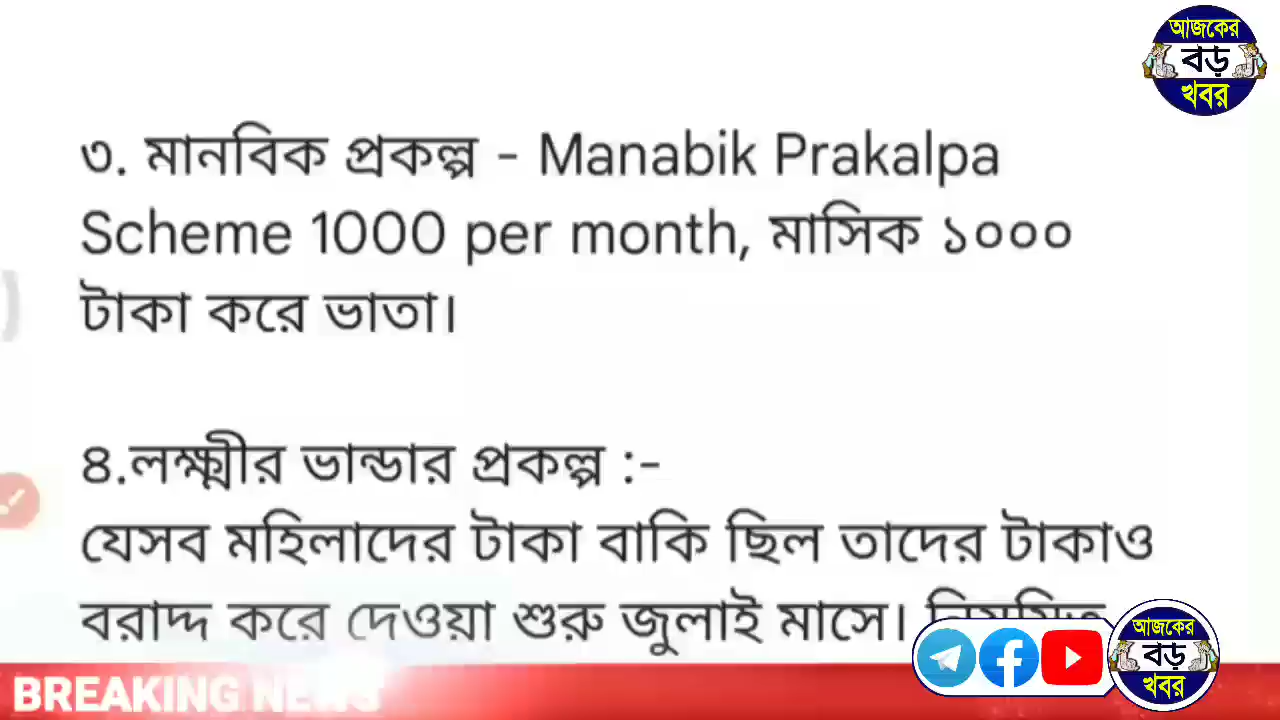 আজকের
বড়
খবর
৩. মানবিক প্রকল্প - Manabik Prakalpa
Scheme 1000 per month, মাসিক ১০০০
টাকা করে ভাতা।
৪.লক্ষ্মীর ভান্ডার প্রকল্প :-
যেসব মহিলাদের টাকা বাকি ছিল তাদের টাকাও
বরাদ্দ করে দেওয়া শুরু জুলাই মাসে।
আজকের
বড়
খবর
BREAKING NEWS